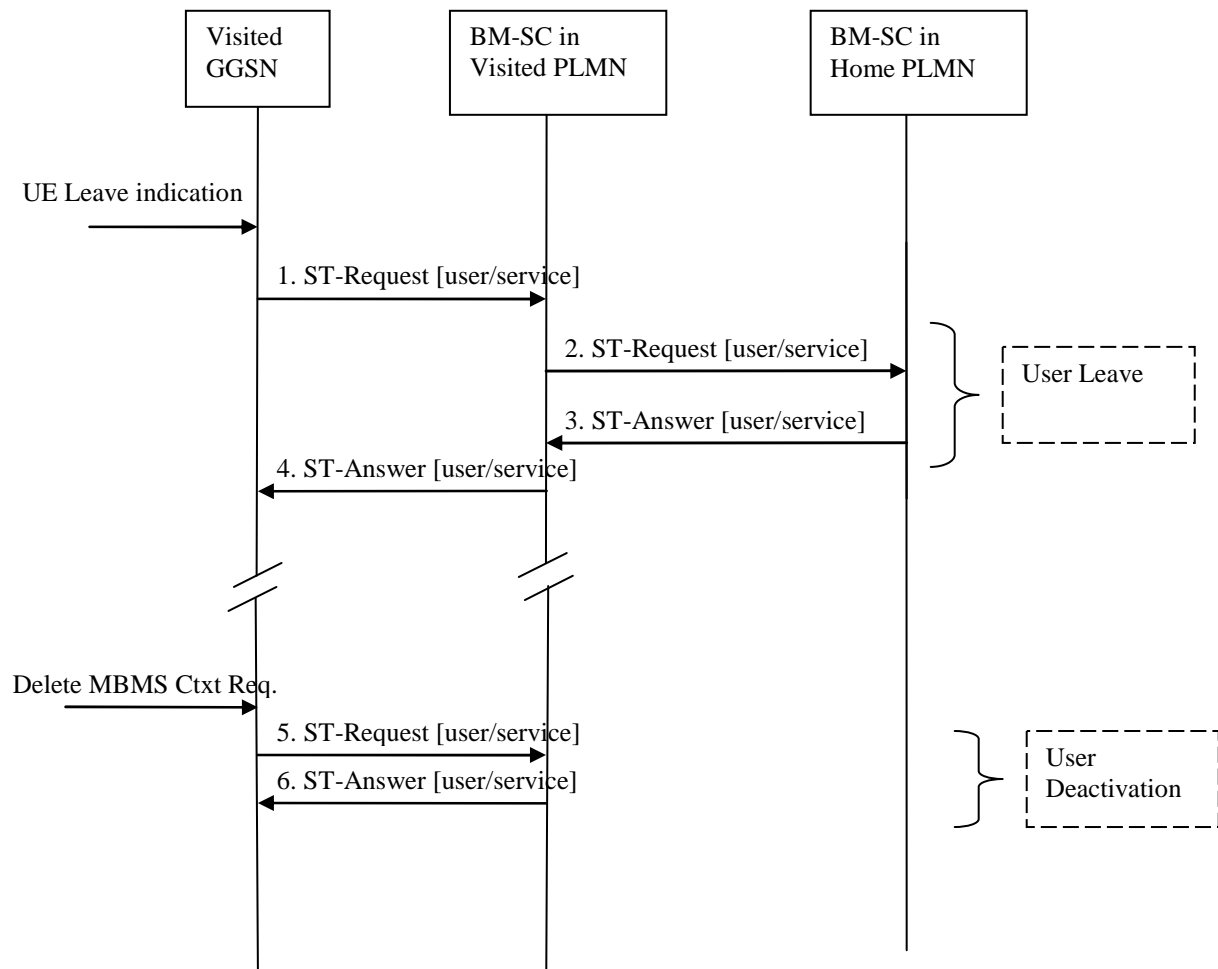 Visited
GGSN
BM-SC in
Visited PLMN
BM-SC in
Home PLMN
UE Leave indication
1. ST-Request [user/service]
2. ST-Request [user/service]
User Leave
3. ST-Answer [user/service]
4. ST-Answer [user/service]
Delete MBMS Ctxt Req.
5. ST-Request [user/service]
6. ST-Answer [user/service]
User
Deactivation